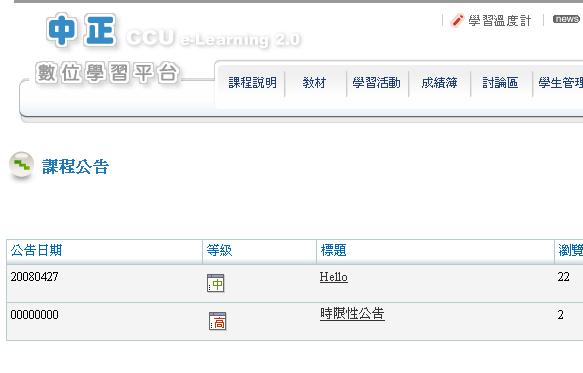 中正 CCU e-Learning 2.0
學習溫度計 news
數位學習平台
課程說明 教材 學習活動 成績簿 討論區 學生管理
課程公告
公告日期 等級 標題 瀏覽
20080427 中 Hello 22
00000000 高 時限性公告 2